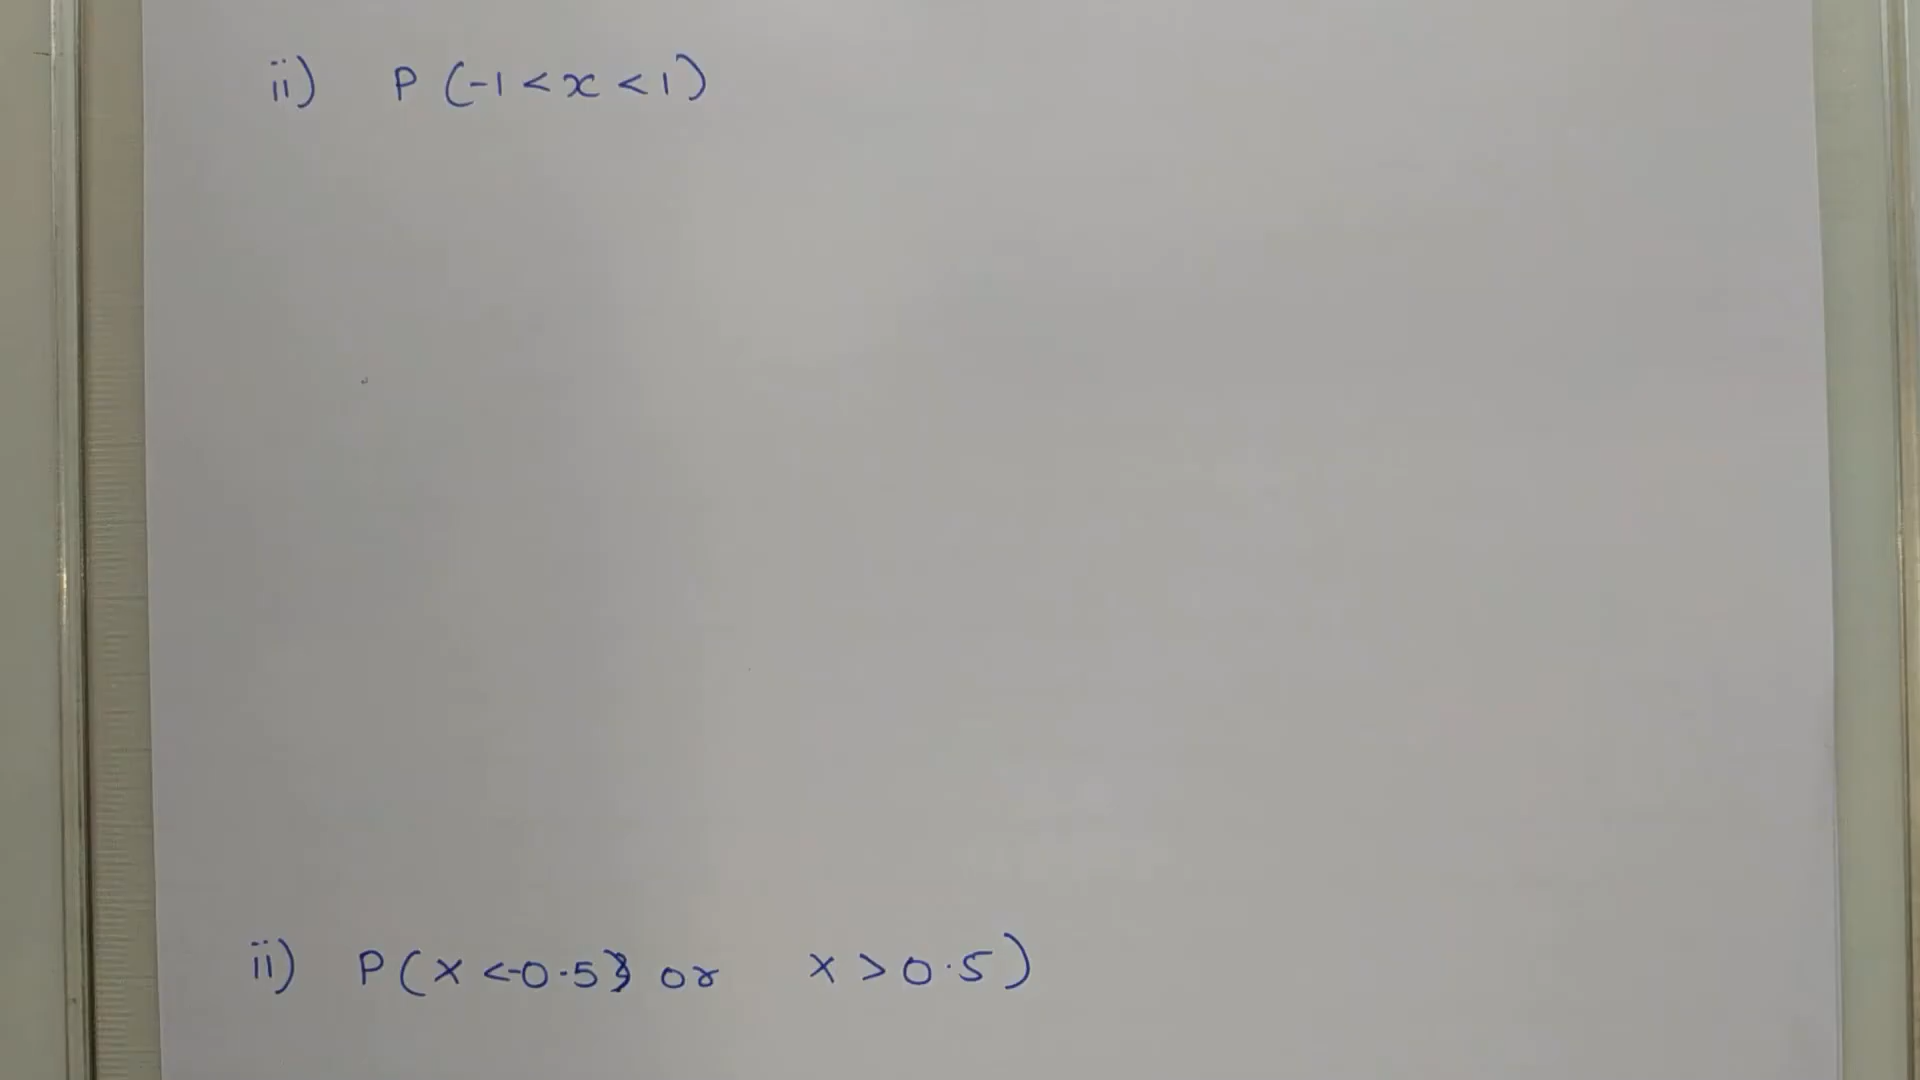 ii) P (-1 < x < 1)
ii) P(x <-0.5} or x > 0.5)